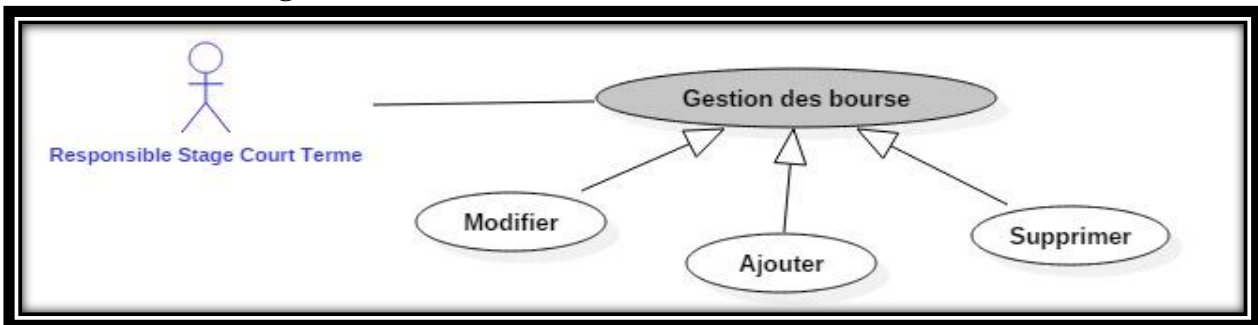 Gestion des bourse
Responsible Stage Court Terme
Modifier
Ajouter
Supprimer